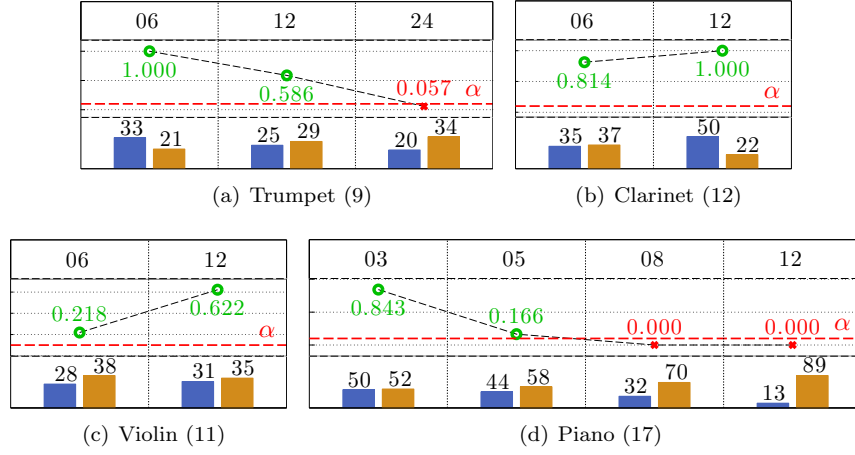 06 12 24
1.000 0.586 0.057 α
33 21 25 29 20 34
(a) Trumpet (9)
06 12
0.814 1.000 α
35 37 50 22
(b) Clarinet (12)
06 12
0.218 0.622 α
28 38 31 35
(c) Violin (11)
03 05 08 12
0.843 0.166 0.000 0.000 α
50 52 44 58 32 70 13 89
(d) Piano (17)